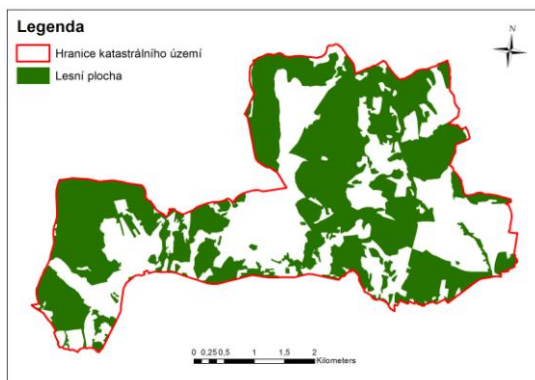 Legenda
Hranice katastrálního území
Lesní plocha
N
0 0,25 0,5 1 1,5 2
Kilometers